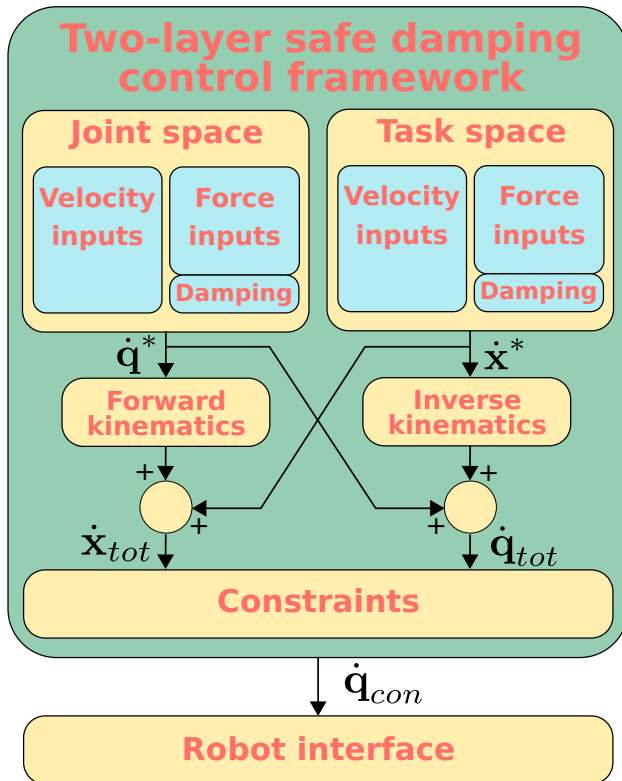 Two-layer safe damping
control framework
Joint space
Task space
Velocity
inputs
Force
inputs
Damping
Velocity
inputs
Force
inputs
Damping
q̇*
ẋ*
Forward
kinematics
Inverse
kinematics
+
+
+
+
ẋtot
q̇tot
Constraints
q̇con
Robot interface